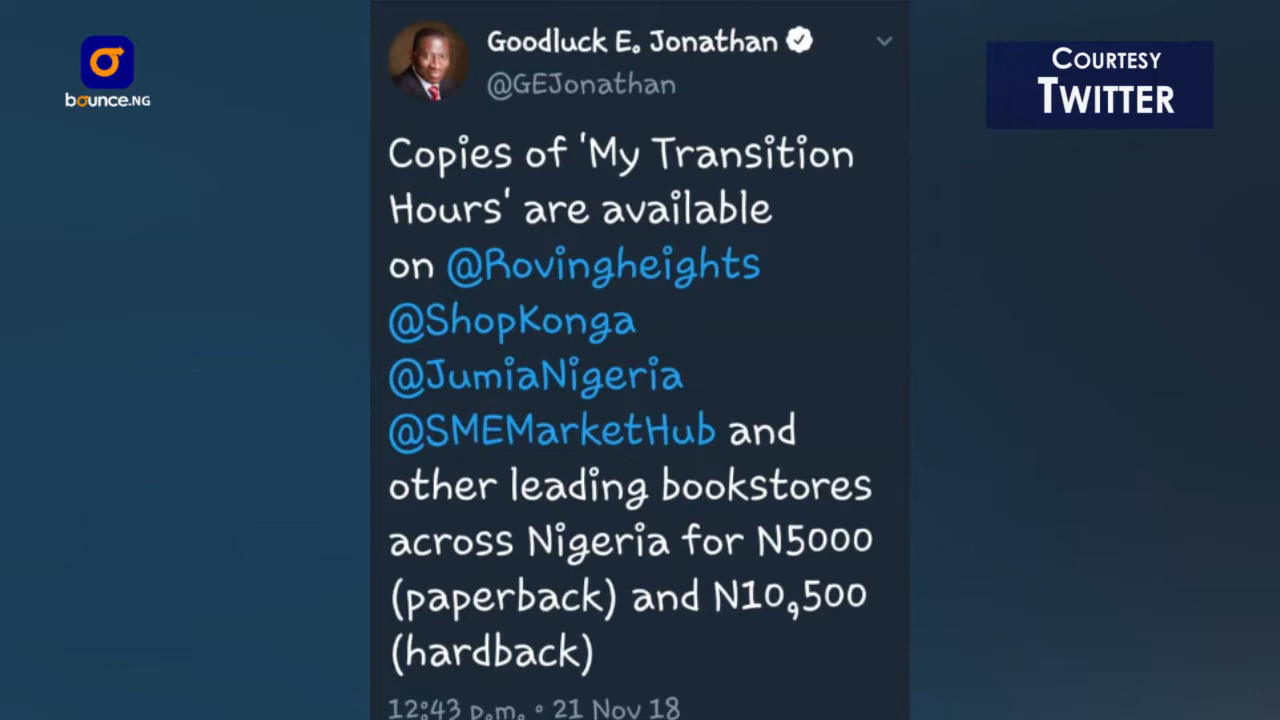 bounce.NG
Goodluck E. Jonathan
@GEJonathan
COURTESY
TWITTER
Copies of 'My Transition
Hours' are available
on @Rovingheights
@ShopKonga
@JumiaNigeria
@SMEMarketHub and
other leading bookstores
across Nigeria for N5000
(paperback) and N10,500
(hardback)
12:43 p.m. • 21 Nov 18